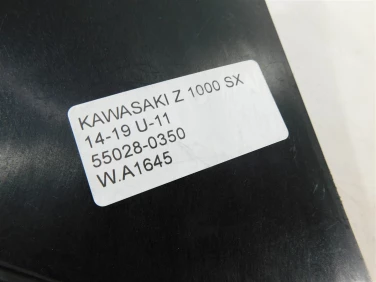 KAWASAKI Z 1000 SX
14-19 U-11
55028-0350
W.A1645